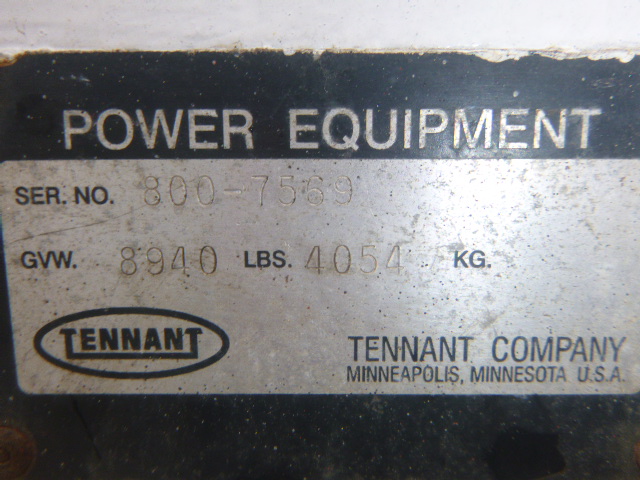 POWER EQUIPMENT
SER. NO. 800-7569
GVW. 8940 LBS. 4054 KG.
TENNANT
TENNANT COMPANY
MINNEAPOLIS, MINNESOTA U.S.A.